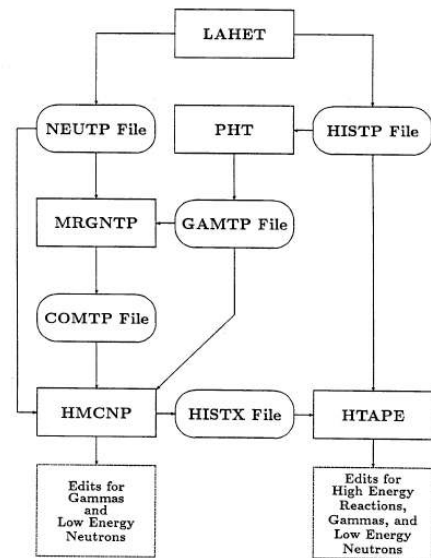 LAHET
NEUTP File
PHT
HISTP File
MRGNTP
GAMTP File
COMTP File
HMCNP
HISTX File
HTAPE
Edits for
Gammas
and
Low Energy
Neutrons
Edits for
High Energy
Reactions,
Gammas, and
Low Energy
Neutrons